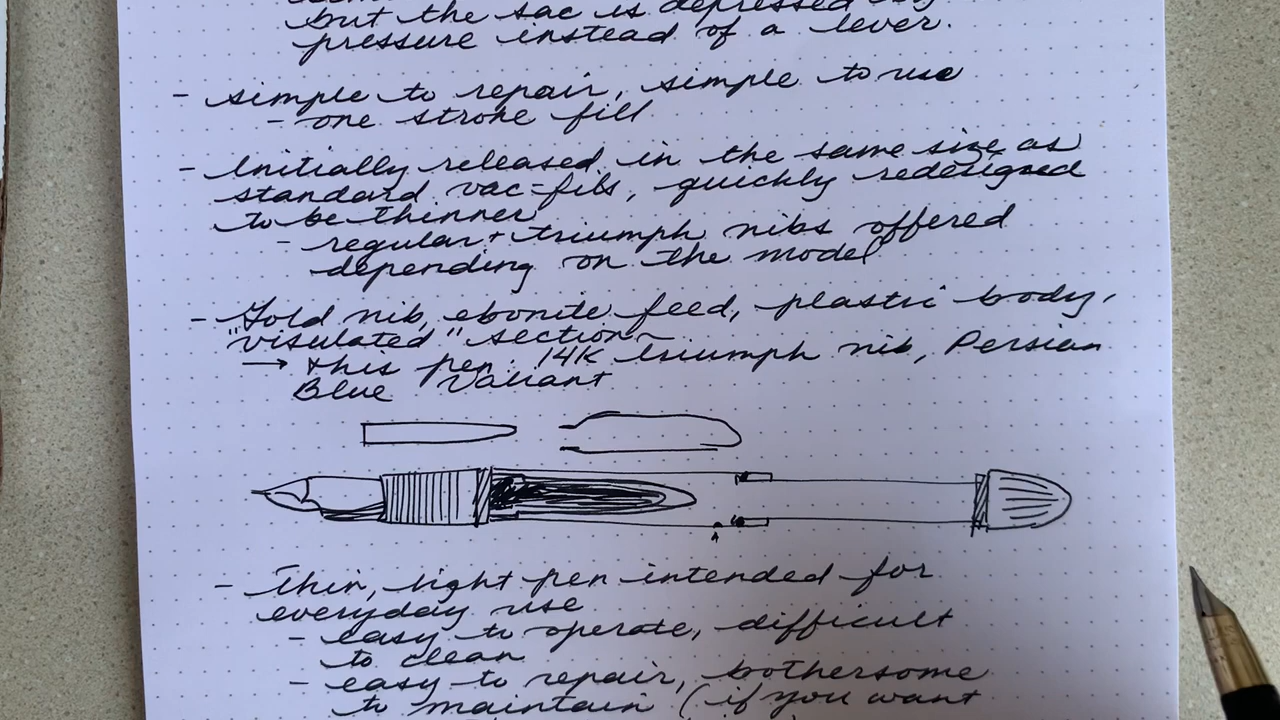 but the sac is depressed by
pressure instead of a lever.
- simple to repair, simple to use
- one stroke fill
- Initially released in the same size as
standard vac-fils, quickly redesigned
to be thinner
- regular + triumph nibs offered
depending on the model
- Gold nib, ebonite feed, plastic body,
"visulated" section
→ this pen: 14K triumph nib, Persian
Blue Valiant
- thin, light pen intended for
everyday use
- easy to operate, difficult
to clean
- easy to repair, bothersome
to maintain (if you want